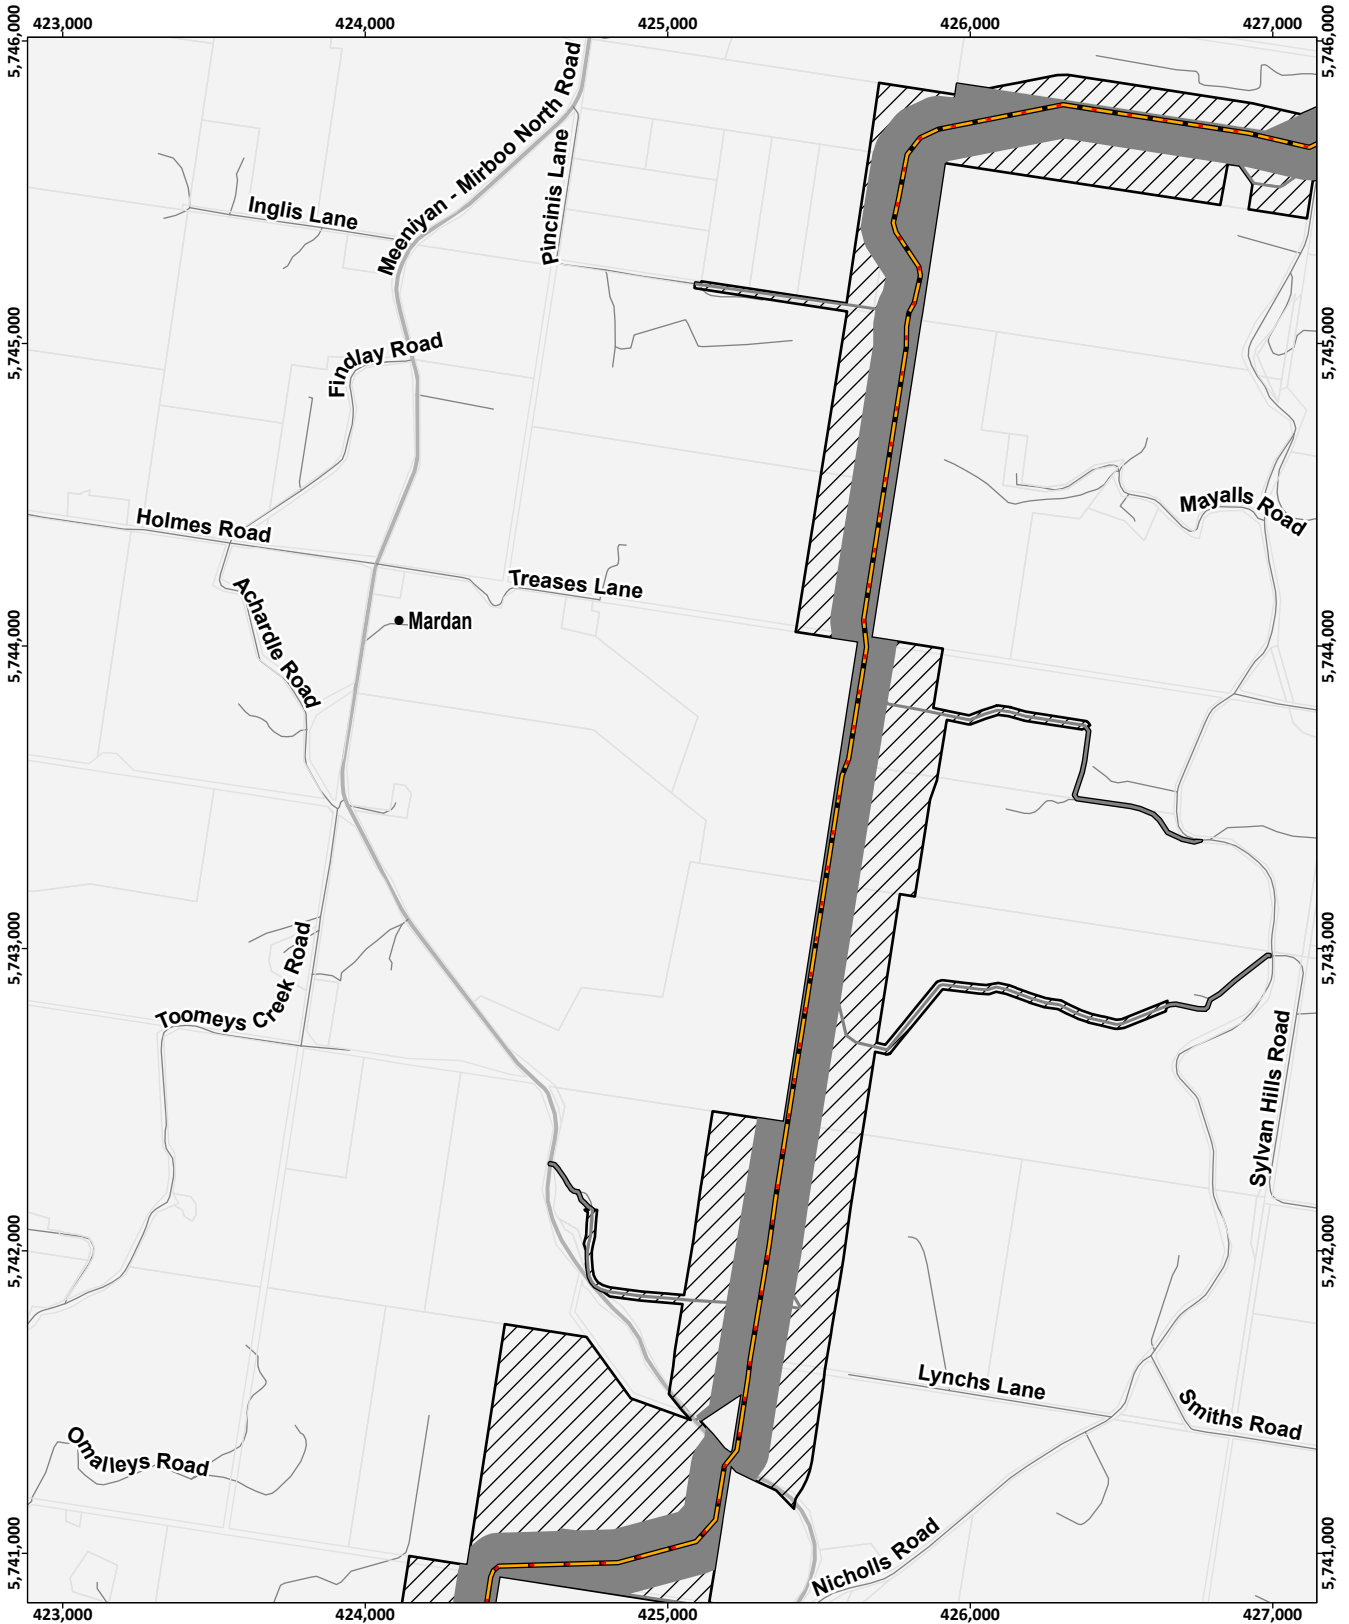 423,000
424,000
425,000
426,000
427,000
5,746,000
5,746,000
Meeniyan - Mirboo North Road
Pincinis Lane
Inglis Lane
Findlay Road
5,745,000
5,745,000
Mayalls Road
Holmes Road
Treases Lane
Achardle Road
Mardan
5,744,000
5,744,000
Toomeys Creek Road
5,743,000
5,743,000
Sylvan Hills Road
5,742,000
5,742,000
Lynchs Lane
Smiths Road
Omalleys Road
Nicholls Road
5,741,000
5,741,000
423,000
424,000
425,000
426,000
427,000